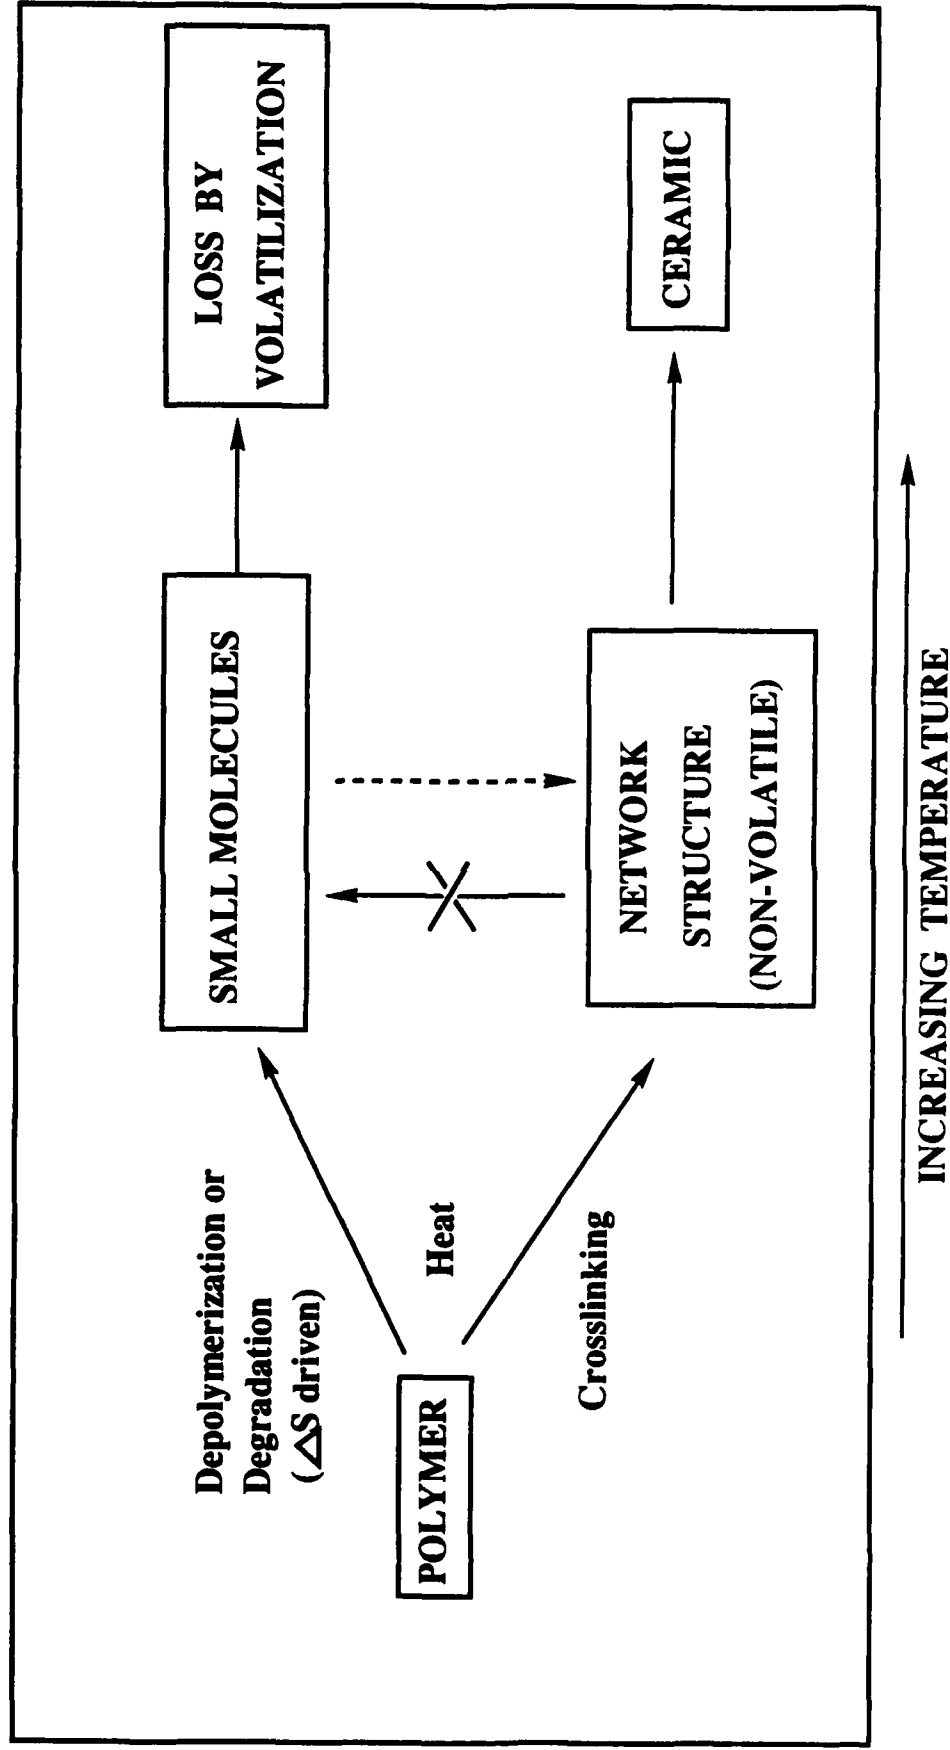 Depolymerization or
Degradation
(△S driven)
POLYMER
Heat
Crosslinking
SMALL MOLECULES
LOSS BY
VOLATILIZATION
NETWORK
STRUCTURE
(NON-VOLATILE)
CERAMIC
INCREASING TEMPERATURE